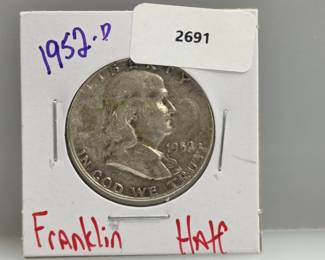 1952-D
2691
LIBERTY
1952
IN GOD WE TRUST
Franklin Half